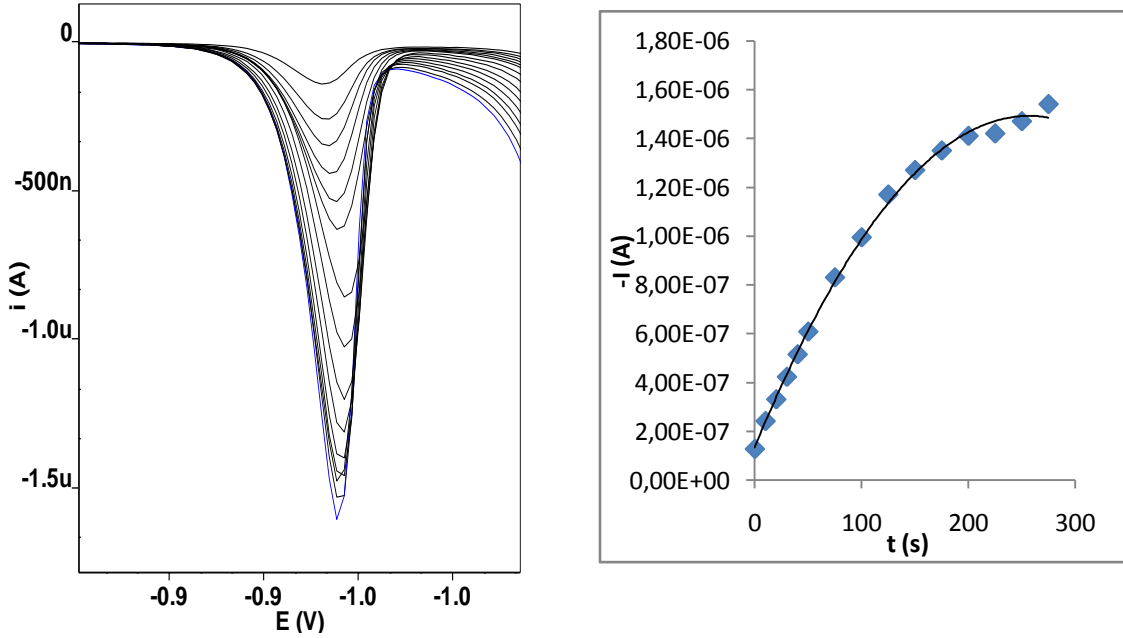 0
-500n
-1.0u
-1.5u
i (A)
-0.9
-0.9
-1.0
-1.0
E (V)
1,80E-06
1,60E-06
1,40E-06
1,20E-06
1,00E-06
8,00E-07
6,00E-07
4,00E-07
2,00E-07
0,00E+00
-I (A)
0
100
200
300
t (s)